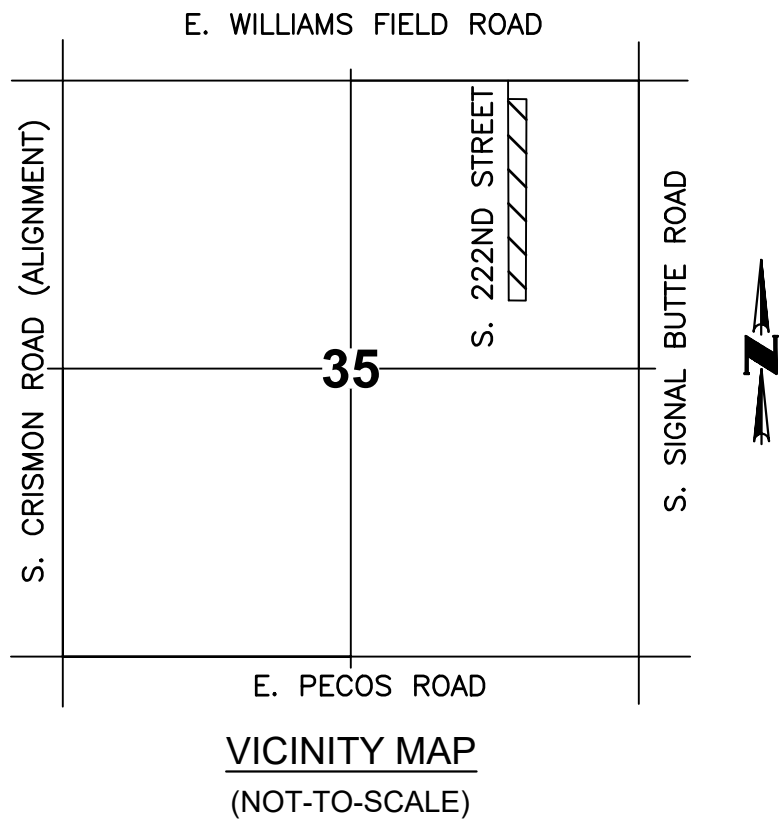 E. WILLIAMS FIELD ROAD
S. CRISMON ROAD (ALIGNMENT)
S. 222ND STREET
S. SIGNAL BUTTE ROAD
35
N
E. PECOS ROAD
VICINITY MAP
(NOT-TO-SCALE)